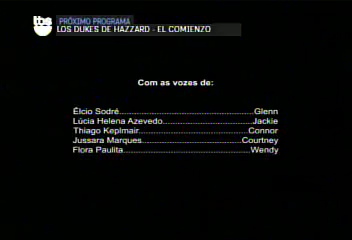 tbs
PRÓXIMO PROGRAMA
LOS DUKES DE HAZZARD - EL COMIENZO
Com as vozes de:
Élcio Sodré Glenn
Lúcia Helena Azevedo Jackie
Thiago Keplmair Connor
Jussara Marques Courtney
Flora Paulita Wendy